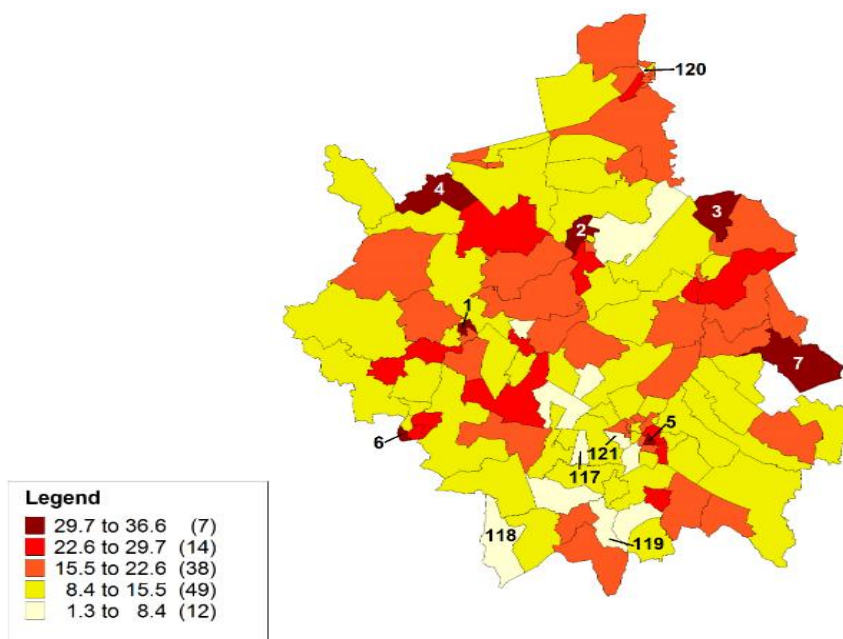 120
4
3
2
1
7
5
6
121
117
118
119
Legend
29.7 to 36.6 (7)
22.6 to 29.7 (14)
15.5 to 22.6 (38)
8.4 to 15.5 (49)
1.3 to 8.4 (12)